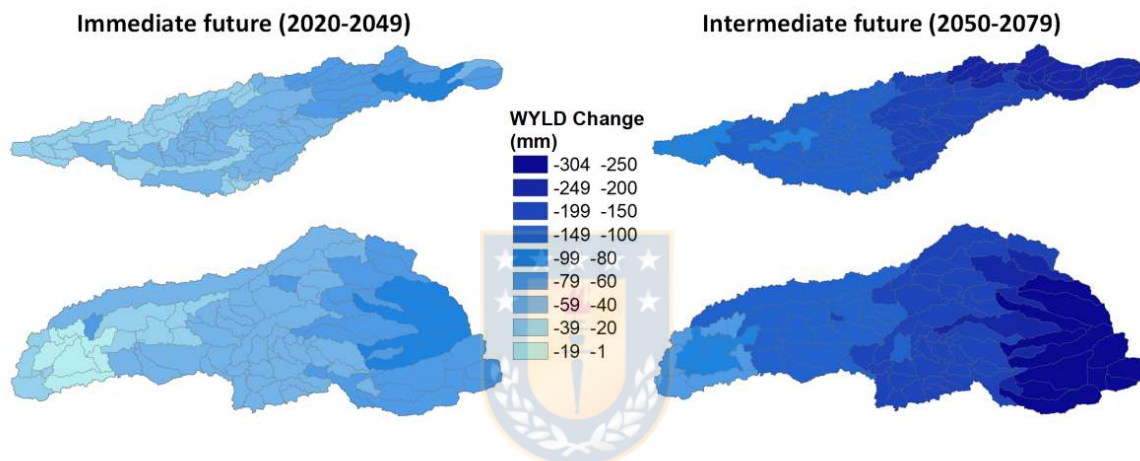 Immediate future (2020-2049)
Intermediate future (2050-2079)
WYLD Change
(mm)
-304 -250
-249 -200
-199 -150
-149 -100
-99 -80
-79 -60
-59 -40
-39 -20
-19 -1